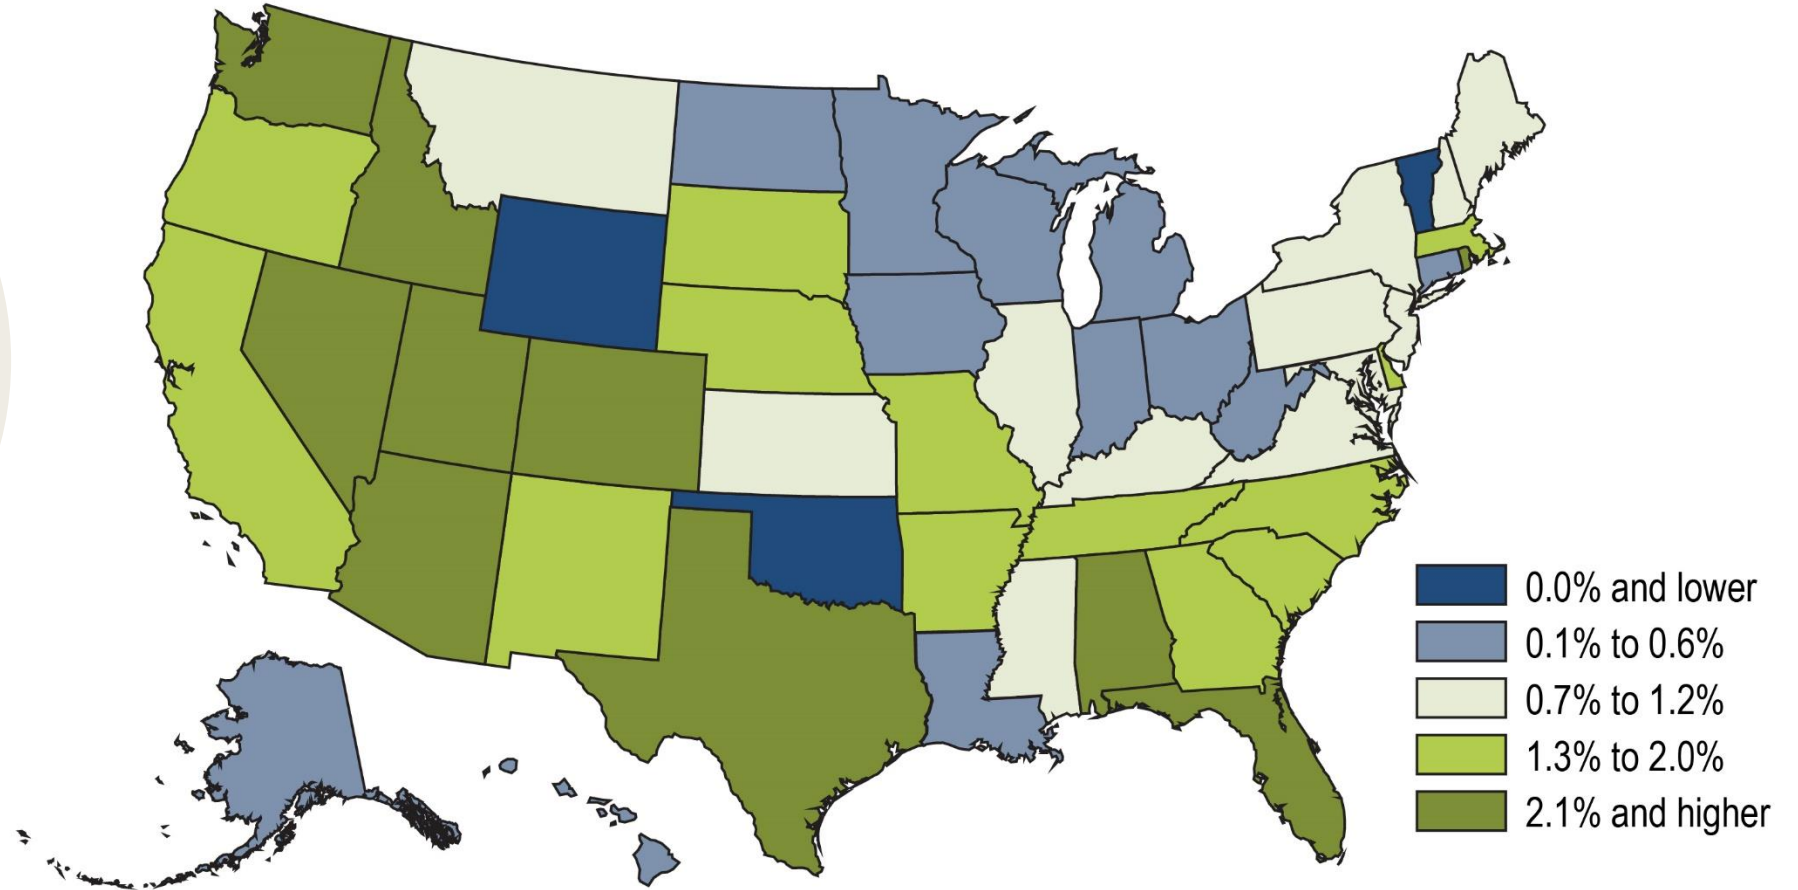 0.0% and lower
0.1% to 0.6%
0.7% to 1.2%
1.3% to 2.0%
2.1% and higher